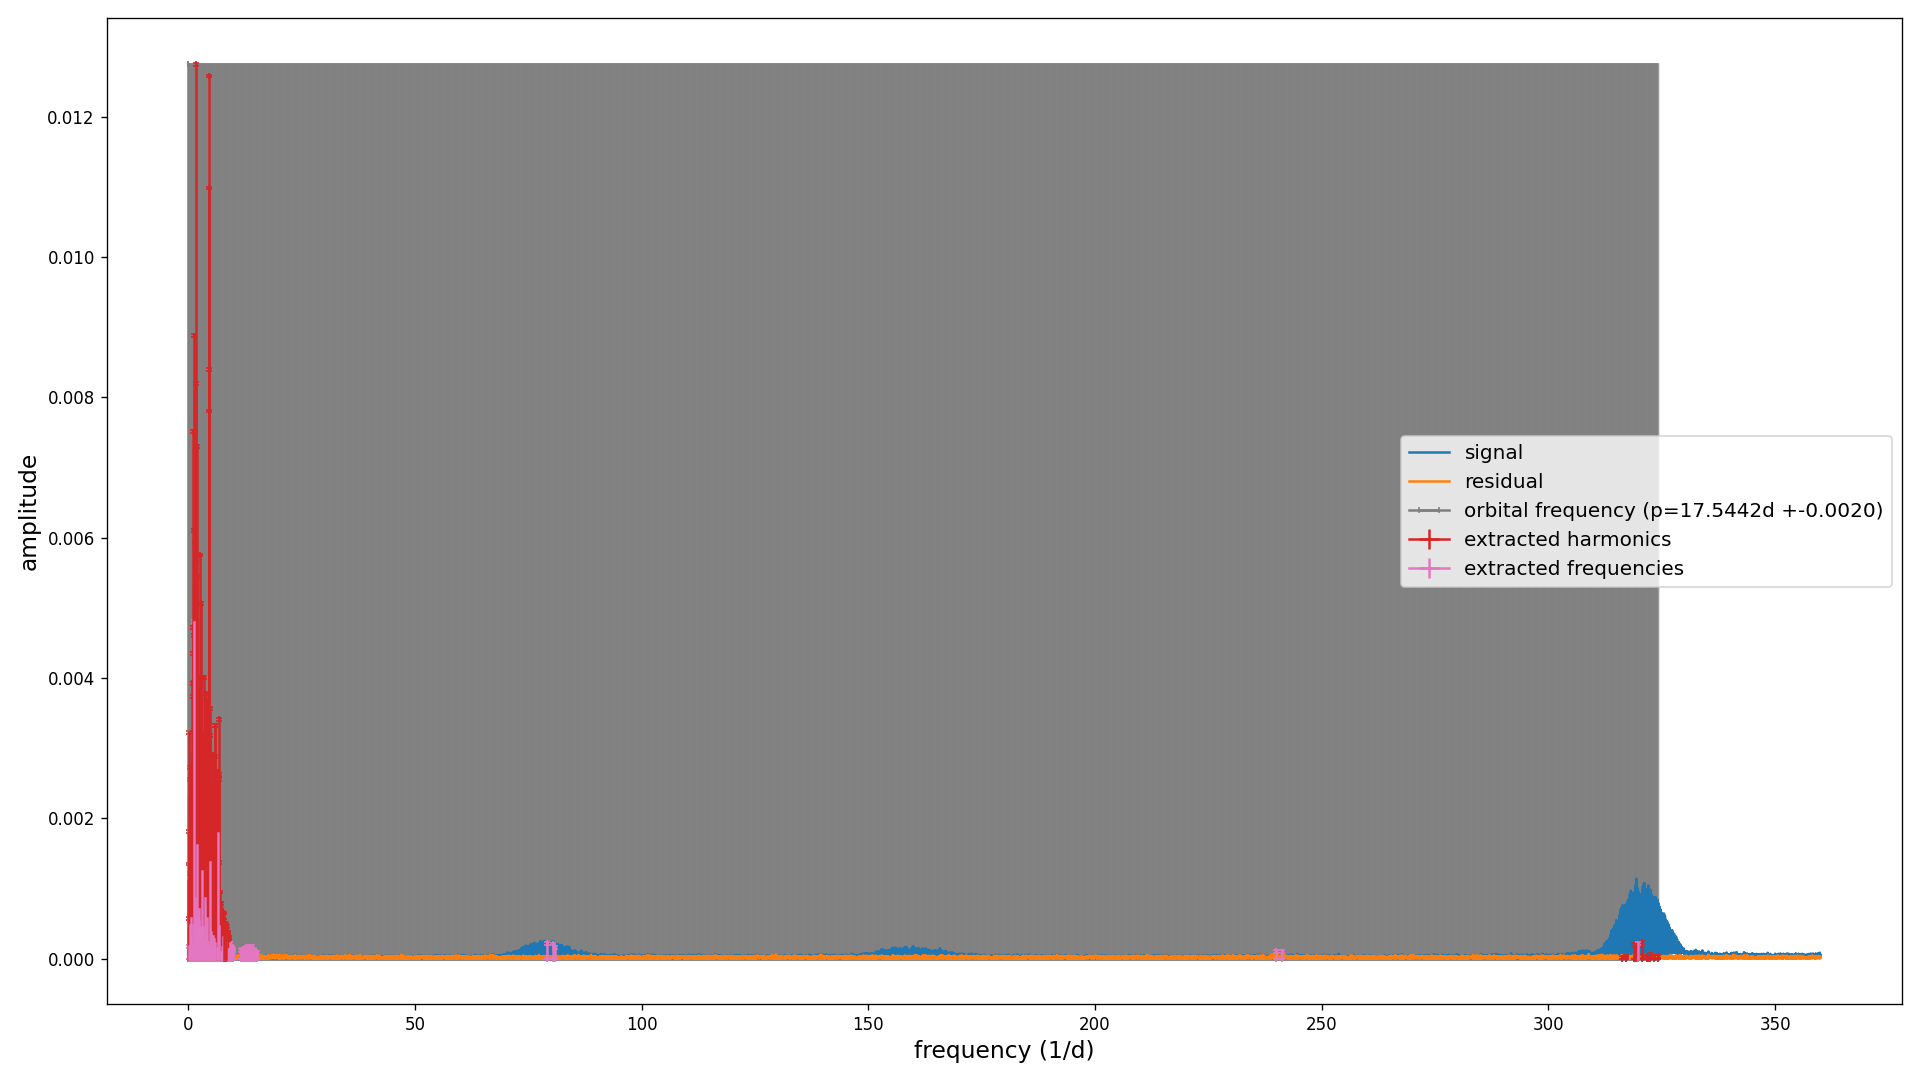 0.012
0.010
0.008
0.006
0.004
0.002
0.000
amplitude
0 50 100 150 200 250 300 350
frequency (1/d)
signal
residual
orbital frequency (p=17.5442d +-0.0020)
extracted harmonics
extracted frequencies